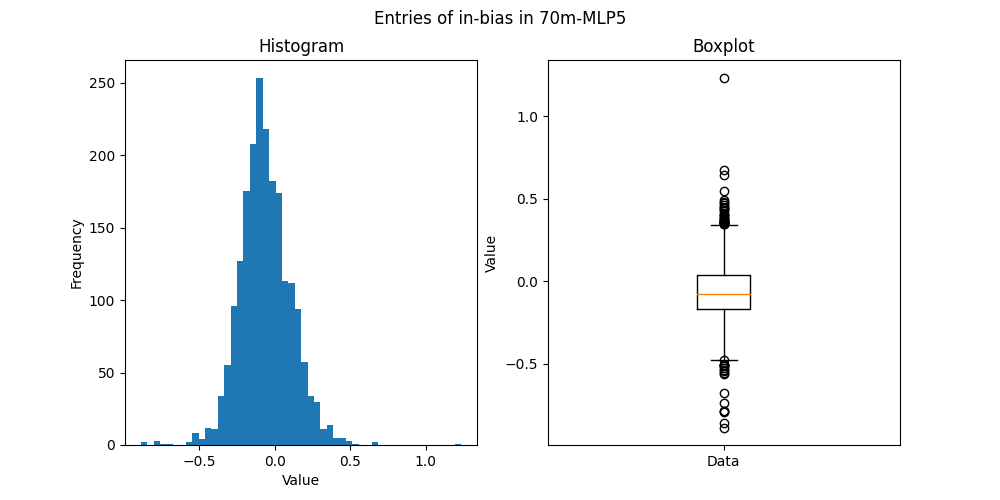 Entries of in-bias in 70m-MLP5
Histogram
Frequency
250
200
150
100
50
0
−0.5
0.0
0.5
1.0
Value
Boxplot
Value
1.0
0.5
0.0
−0.5
Data